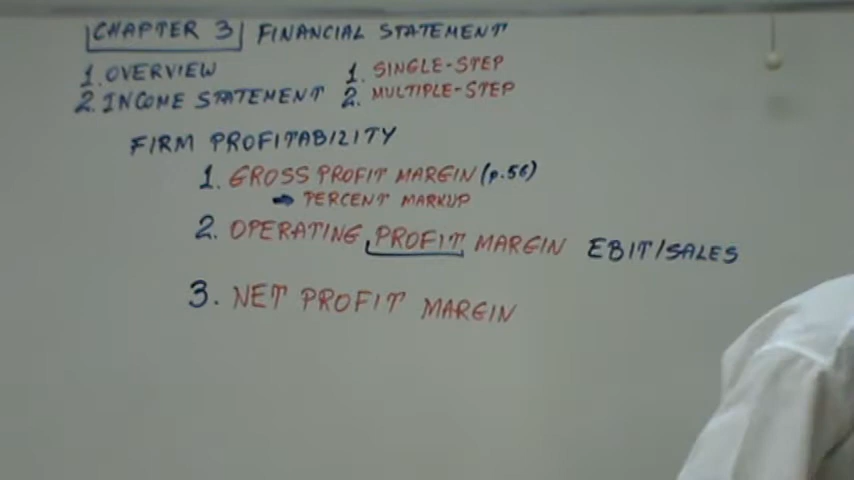 CHAPTER 3 FINANCIAL STATEMENT
1. OVERVIEW 1. SINGLE-STEP
2. INCOME STATEMENT 2. MULTIPLE-STEP
FIRM PROFITABILITY
1. GROSS PROFIT MARGIN (p.56)
➡ PERCENT MARKUP
2. OPERATING PROFIT MARGIN EBIT/SALES
3. NET PROFIT MARGIN